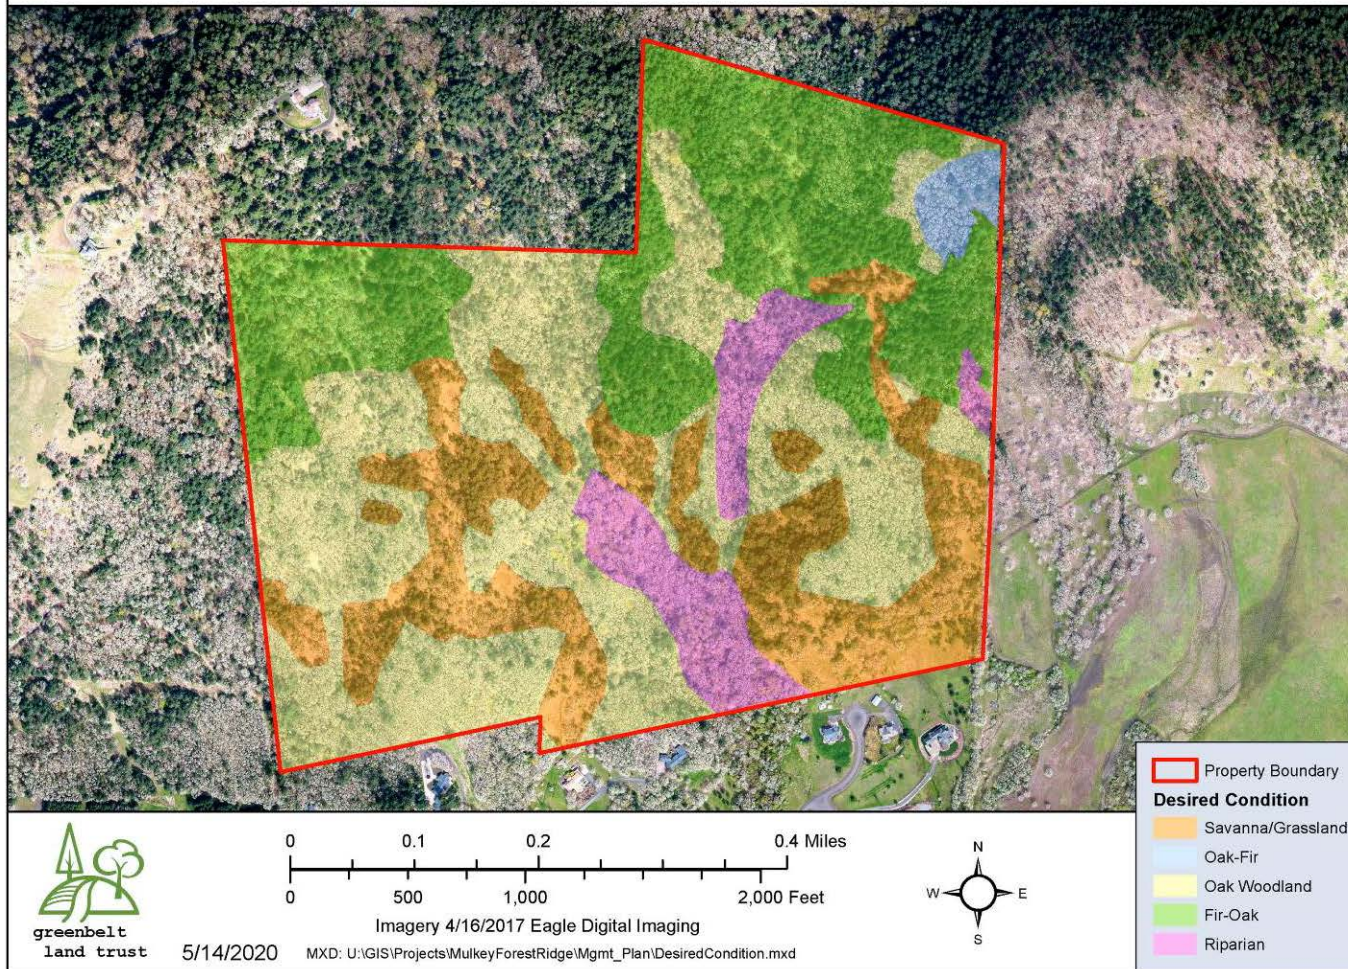 Property Boundary
Desired Condition
Savanna/Grassland
Oak-Fir
Oak Woodland
Fir-Oak
Riparian
0 0.1 0.2 0.4 Miles
0 500 1,000 2,000 Feet
Imagery 4/16/2017 Eagle Digital Imaging
MXD: U:\GIS\Projects\MulkeyForestRidge\Mgmt_Plan\DesiredCondition.mxd
greenbelt
land trust
5/14/2020
N
W E
S